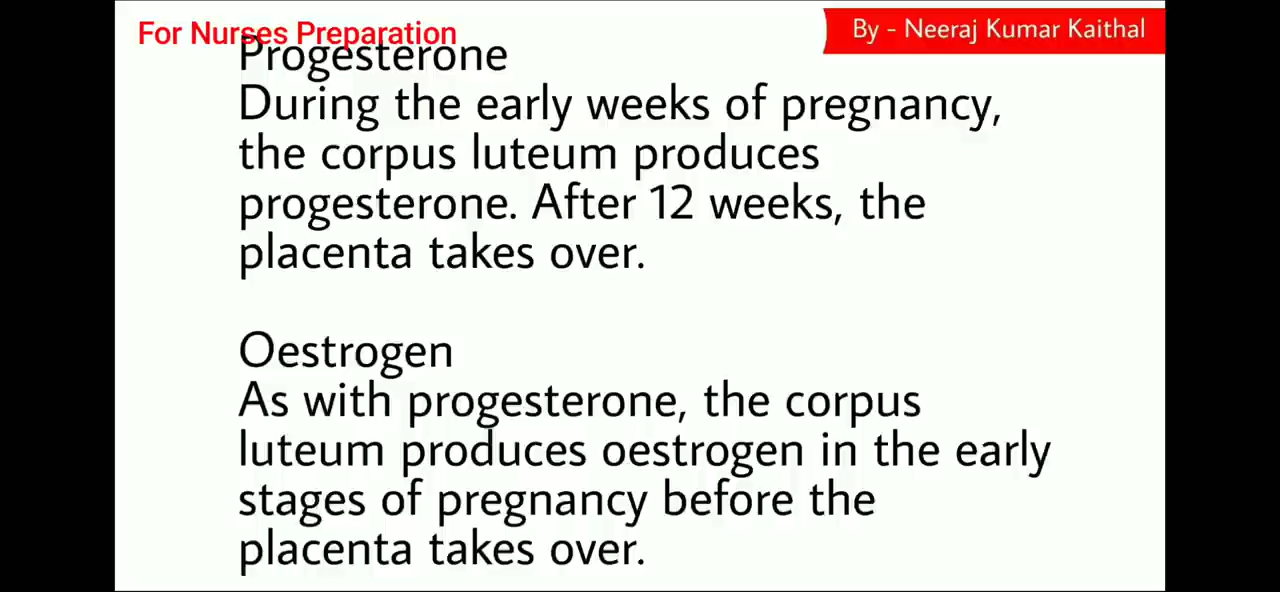 For Nurses Preparation
By - Neeraj Kumar Kaithal
Progesterone
During the early weeks of pregnancy,
the corpus luteum produces
progesterone. After 12 weeks, the
placenta takes over.
Oestrogen
As with progesterone, the corpus
luteum produces oestrogen in the early
stages of pregnancy before the
placenta takes over.